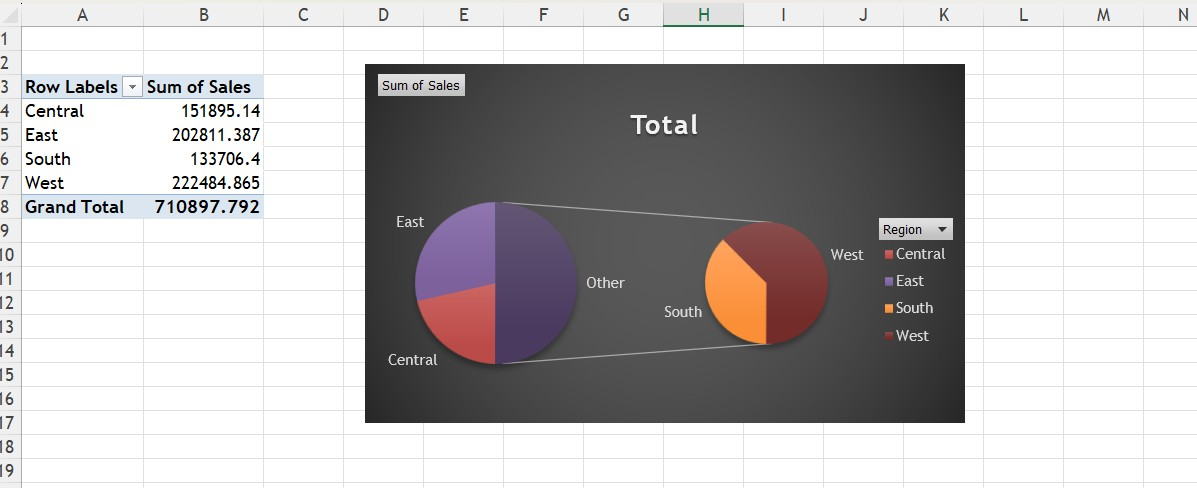 A B C D E F G H I J K L M N
1
2
3 Row Labels Sum of Sales
4 Central 151895.14
5 East 202811.387
6 South 133706.4
7 West 222484.865
8 Grand Total 710897.792
9
10
11
12
13
14
15
16
17
18
19
Sum of Sales
Total
East
Other
Central
South
West
Region
Central
East
South
West